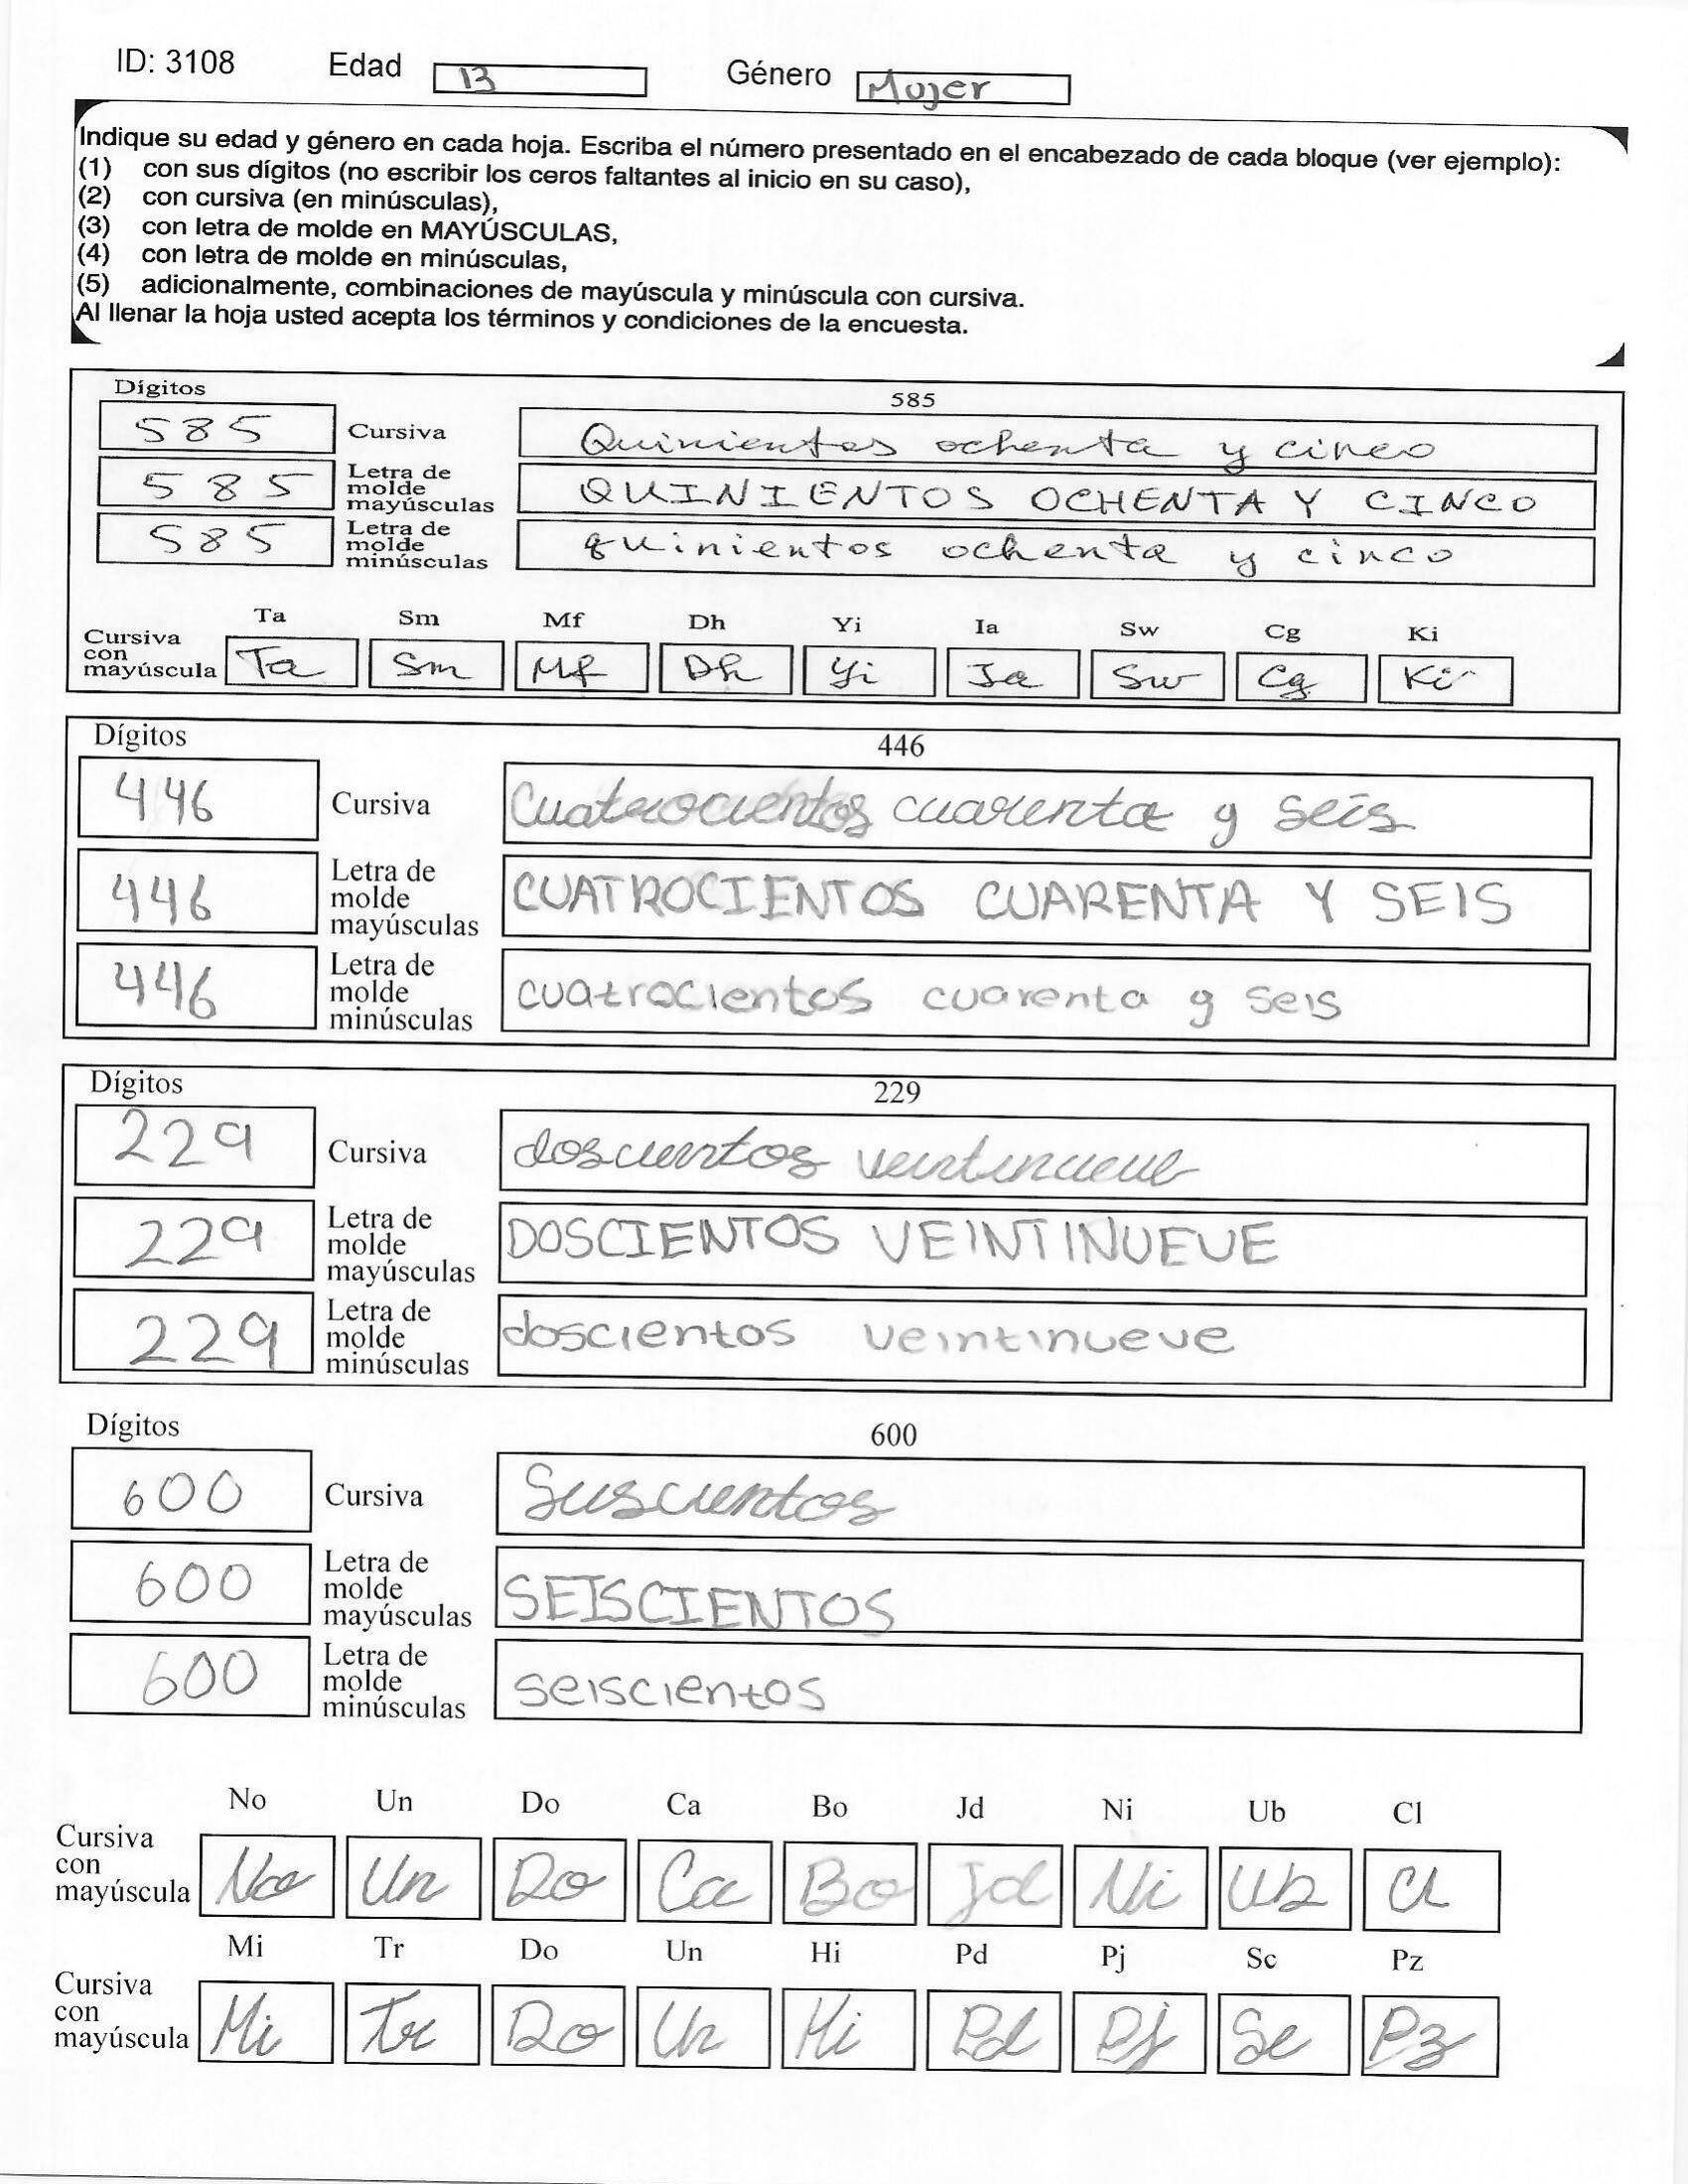 ID: 3108 Edad 13 Género Mujer
Indique su edad y género en cada hoja. Escriba el número presentado en el encabezado de cada bloque (ver ejemplo):
(1) con sus dígitos (no escribir los ceros faltantes al inicio en su caso),
(2) con cursiva (en minúsculas),
(3) con letra de molde en MAYÚSCULAS,
(4) con letra de molde en minúsculas,
(5) adicionalmente, combinaciones de mayúscula y minúscula con cursiva.
Al llenar la hoja usted acepta los términos y condiciones de la encuesta.
Dígitos 585
585 Cursiva Quinientos ochenta y cinco
585 Letra de molde mayúsculas QUINIENTOS OCHENTA Y CINCO
585 Letra de molde minúsculas quinientos ochenta y cinco
Ta Sm Mf Dh Yi Ia Sw Cg Ki
Cursiva con mayúscula Ta Sm Mf Dh Yi Ia Sw Cg Ki
Dígitos 446
446 Cursiva Cuatrocientos cuarenta y seis
446 Letra de molde mayúsculas CUATROCIENTOS CUARENTA Y SEIS
446 Letra de molde minúsculas cuatrocientos cuarenta y seis
Dígitos 229
229 Cursiva doscientos veintinueve
229 Letra de molde mayúsculas DOSCIENTOS VEINTINUEVE
229 Letra de molde minúsculas doscientos veintinueve
Dígitos 600
600 Cursiva Seiscientos
600 Letra de molde mayúsculas SEISCIENTOS
600 Letra de molde minúsculas seiscientos
No Un Do Ca Bo Jd Ni Ub Cl
Cursiva con mayúscula No Un Do Ca Bo Jd Ni Ub Cl
Mi Tr Do Un Hi Pd Pj Sc Pz
Cursiva con mayúscula Mi Tr Do Un Hi Pd Pj Sc Pz